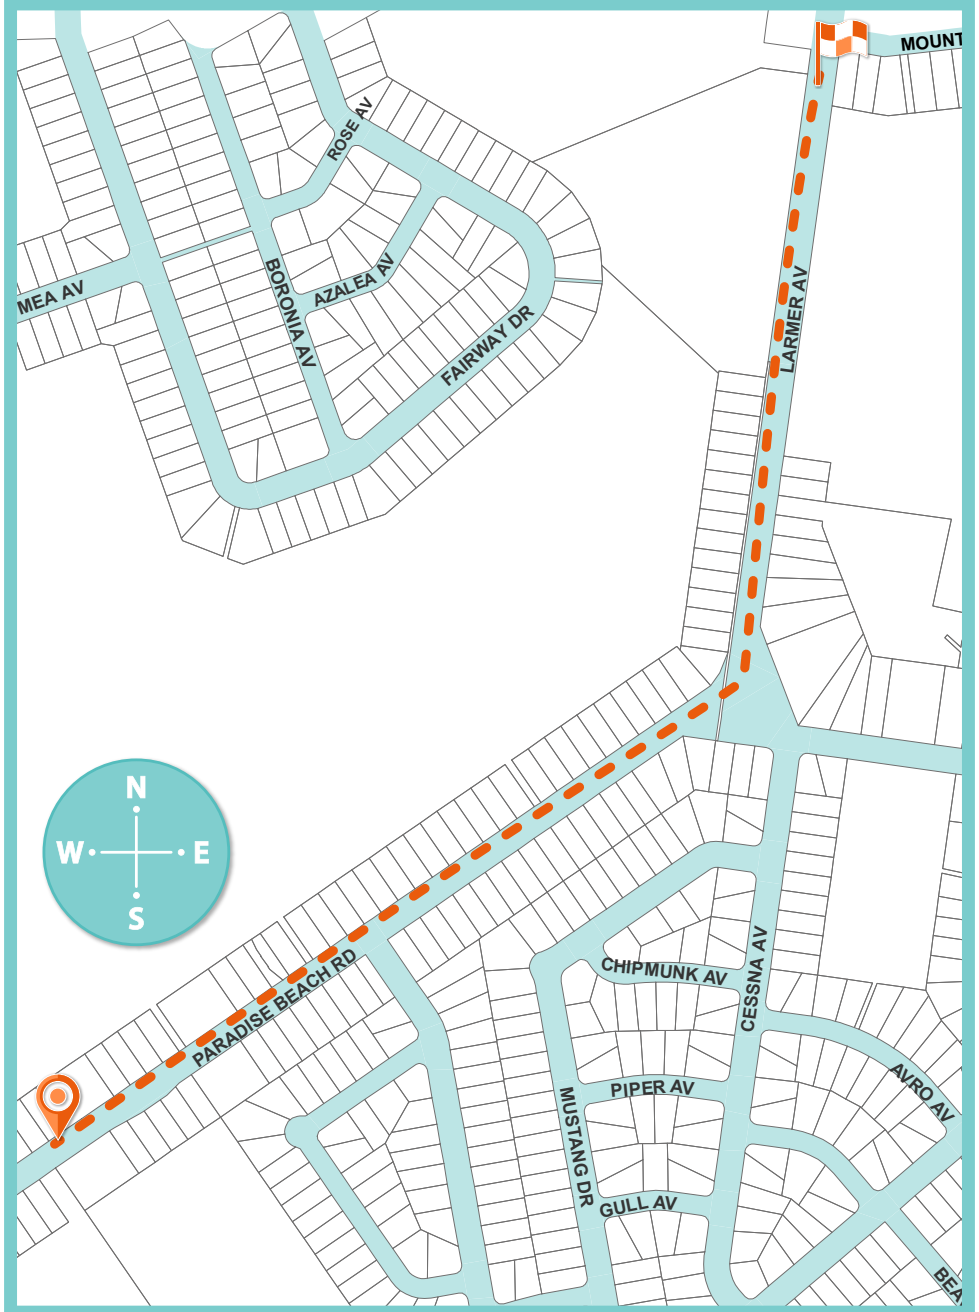 MOUNT
ROSE AV
LARMER AV
MEA AV
BORONIA AV
AZALEA AV
FAIRWAY DR
N
W
E
S
PARADISE BEACH RD
CHIPMUNK AV
CESSNA AV
PIPER AV
AVRO AV
MUSTANG DR
GULL AV
BEA